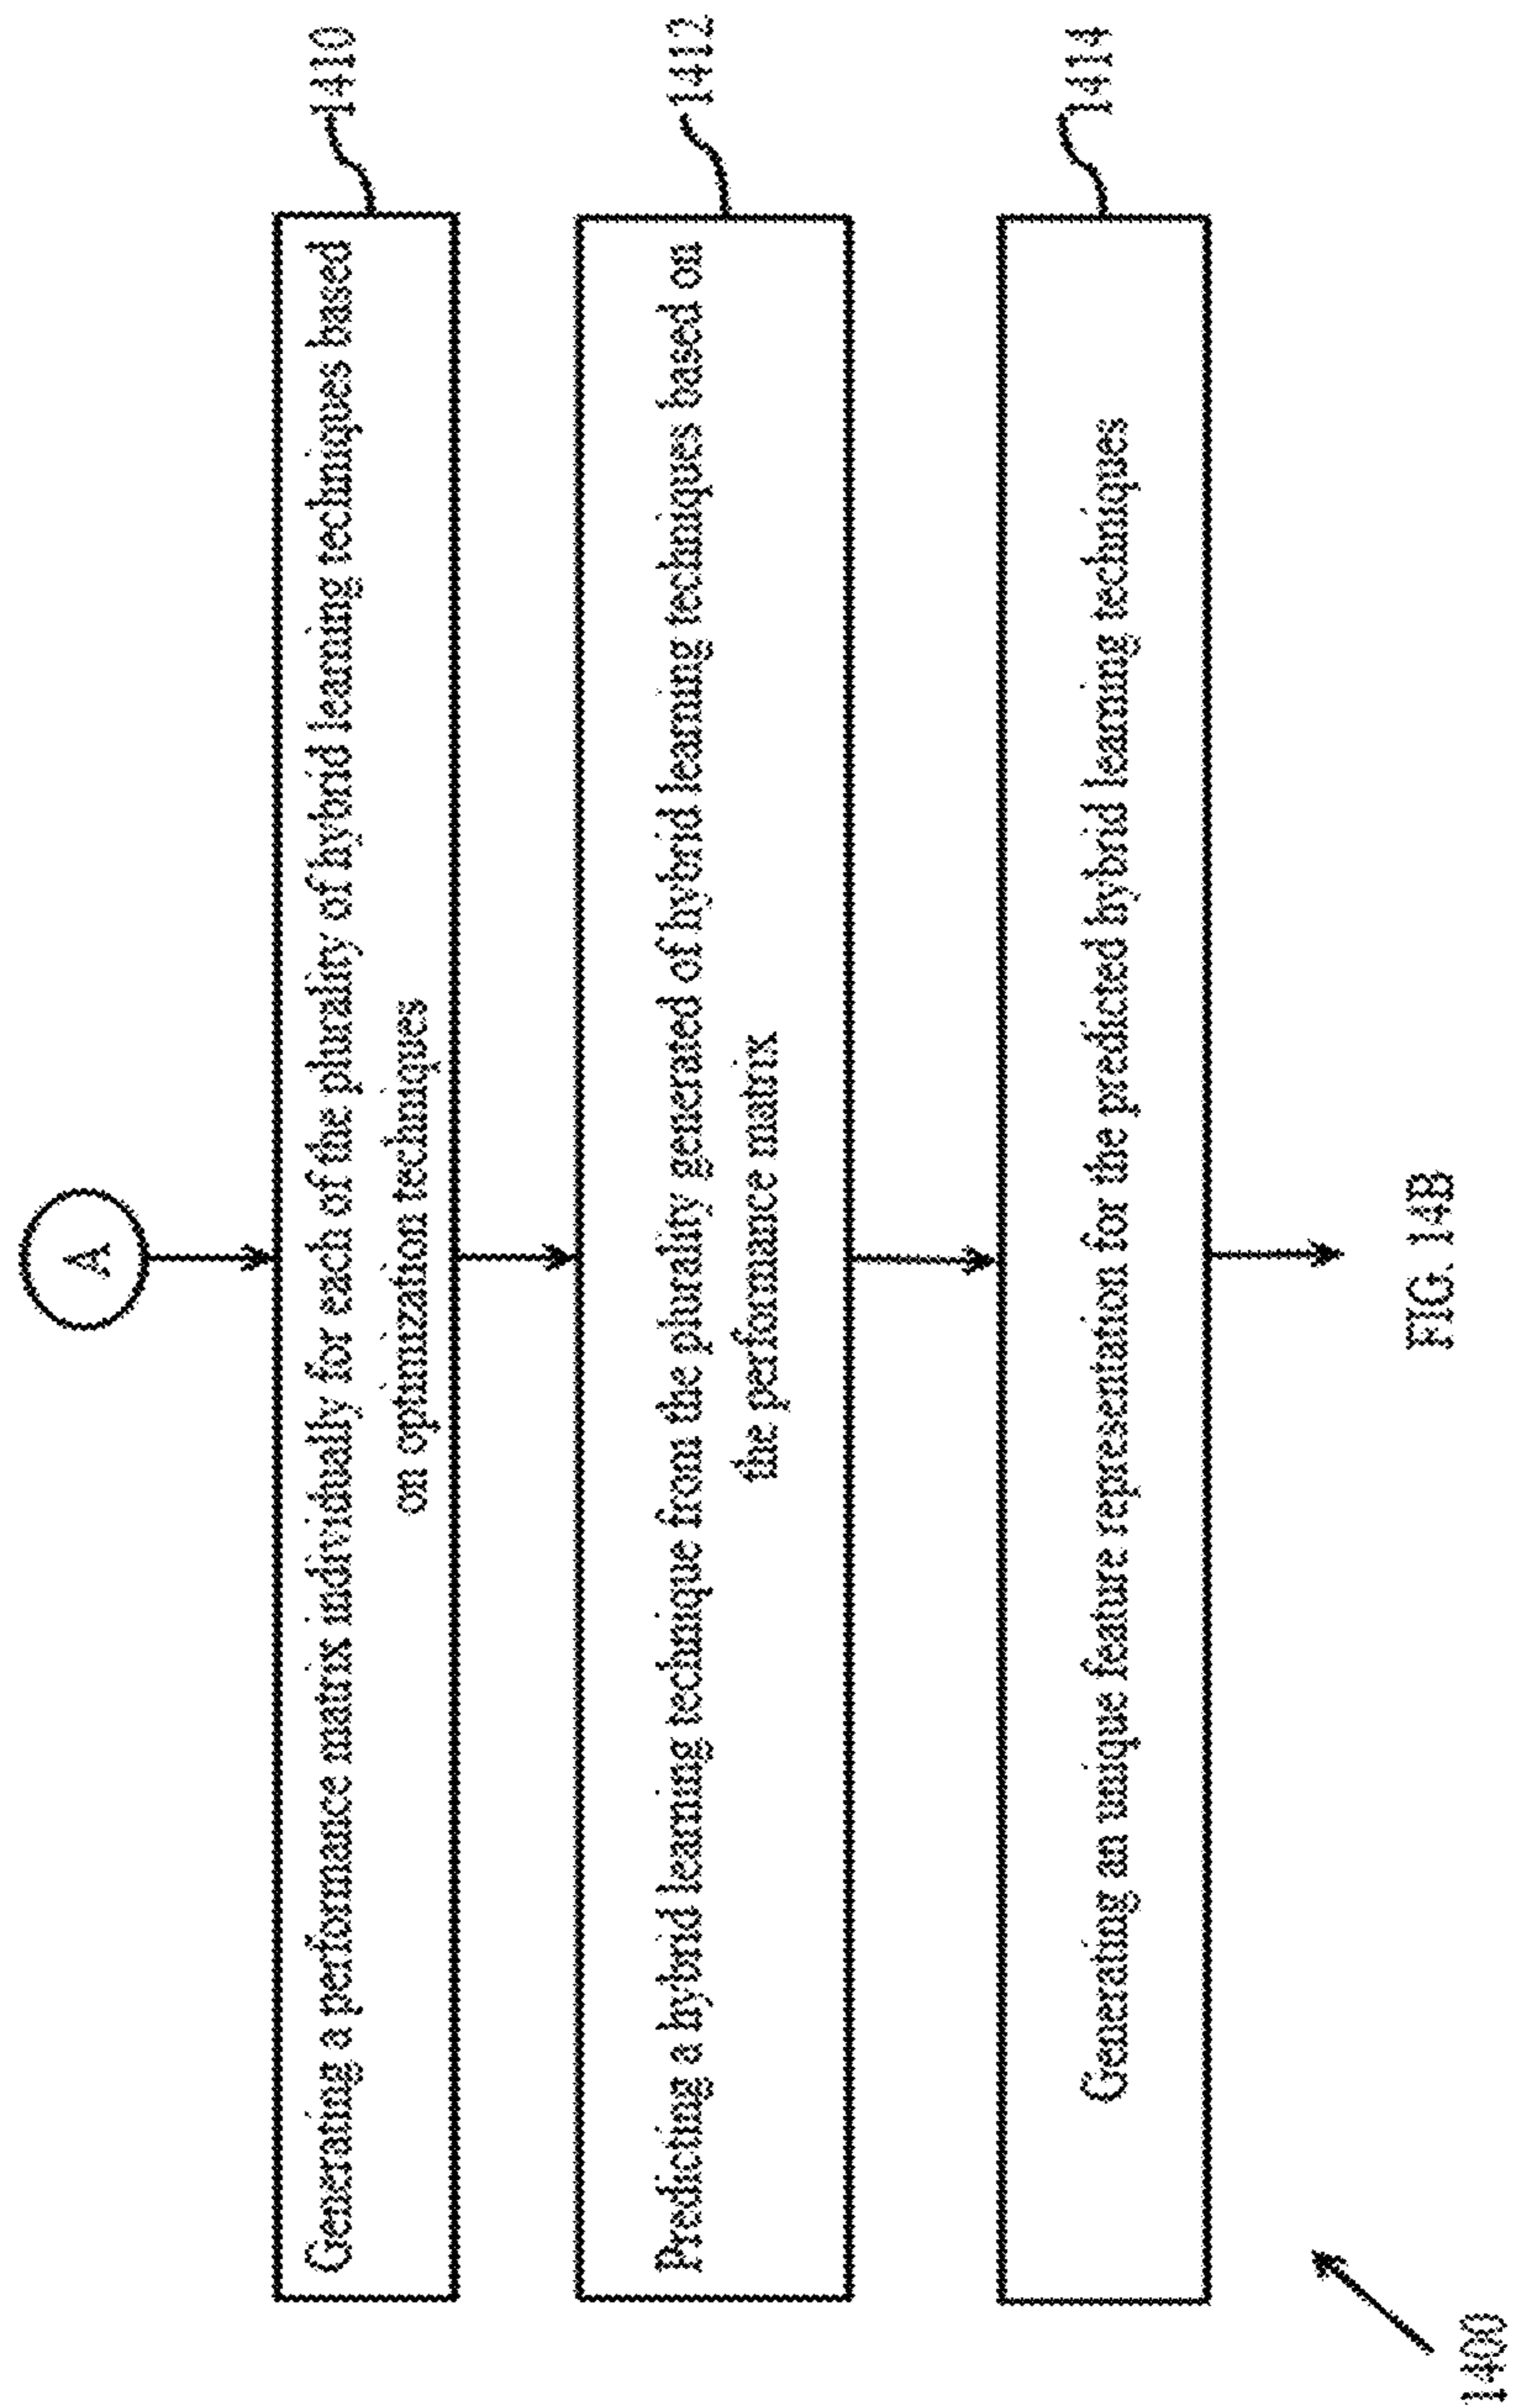 A
Generating a performance matrix individually for each of the plurality of hybrid learning techniques based
on optimization techniques
1410
Predicting a hybrid learning technique from the plurality generated of hybrid learning techniques based on
the performance matrix
1412
Generating an unique feature representation for the predicted hybrid learning techniques
1414
1400
FIG. 14B